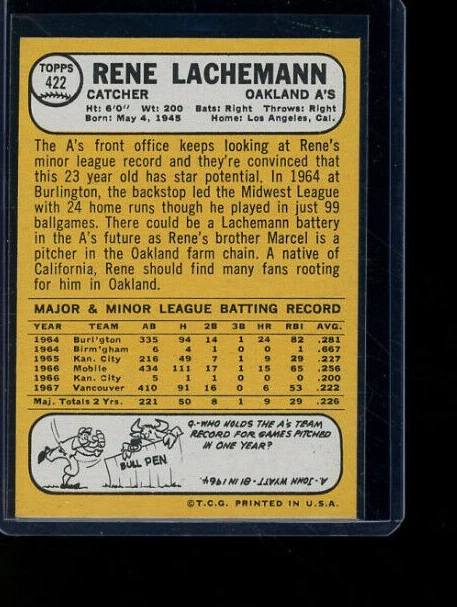 TOPPS
422
RENE LACHEMANN
CATCHER OAKLAND A'S
Ht: 6'0" Wt: 200 Bats: Right Throws: Right
Born: May 4, 1945 Home: Los Angeles, Cal.
The A's front office keeps looking at Rene's
minor league record and they're convinced that
this 23 year old has star potential. In 1964 at
Burlington, the backstop led the Midwest League
with 24 home runs though he played in just 99
ballgames. There could be a Lachemann battery
in the A's future as Rene's brother Marcel is a
pitcher in the Oakland farm chain. A native of
California, Rene should find many fans rooting
for him in Oakland.
MAJOR & MINOR LEAGUE BATTING RECORD
YEAR TEAM AB H 2B 3B HR RBI AVG.
1964 Burl'gton 335 94 14 1 24 82 .281
1964 Birm'gham 6 4 1 0 0 1 .667
1965 Kan. City 216 49 7 1 9 29 .227
1966 Mobile 434 111 17 1 15 65 .256
1966 Kan. City 5 1 1 0 0 0 .200
1967 Vancouver 410 91 16 0 6 53 .222
Maj. Totals 2 Yrs. 221 50 8 1 9 29 .226
Q.-WHO HOLDS THE A's TEAM
RECORD FOR GAMES PITCHED
IN ONE YEAR?
BULL PEN
A.-JOHN WYATT-81 IN 1964.
©T.C.G. PRINTED IN U.S.A.